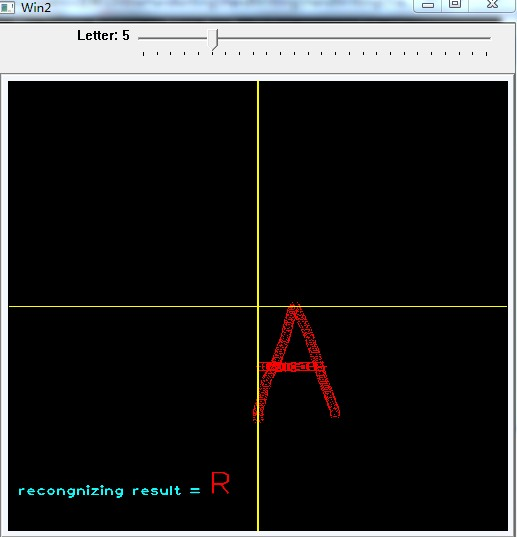 Win2
Letter: 5
A
recongnizing result = R